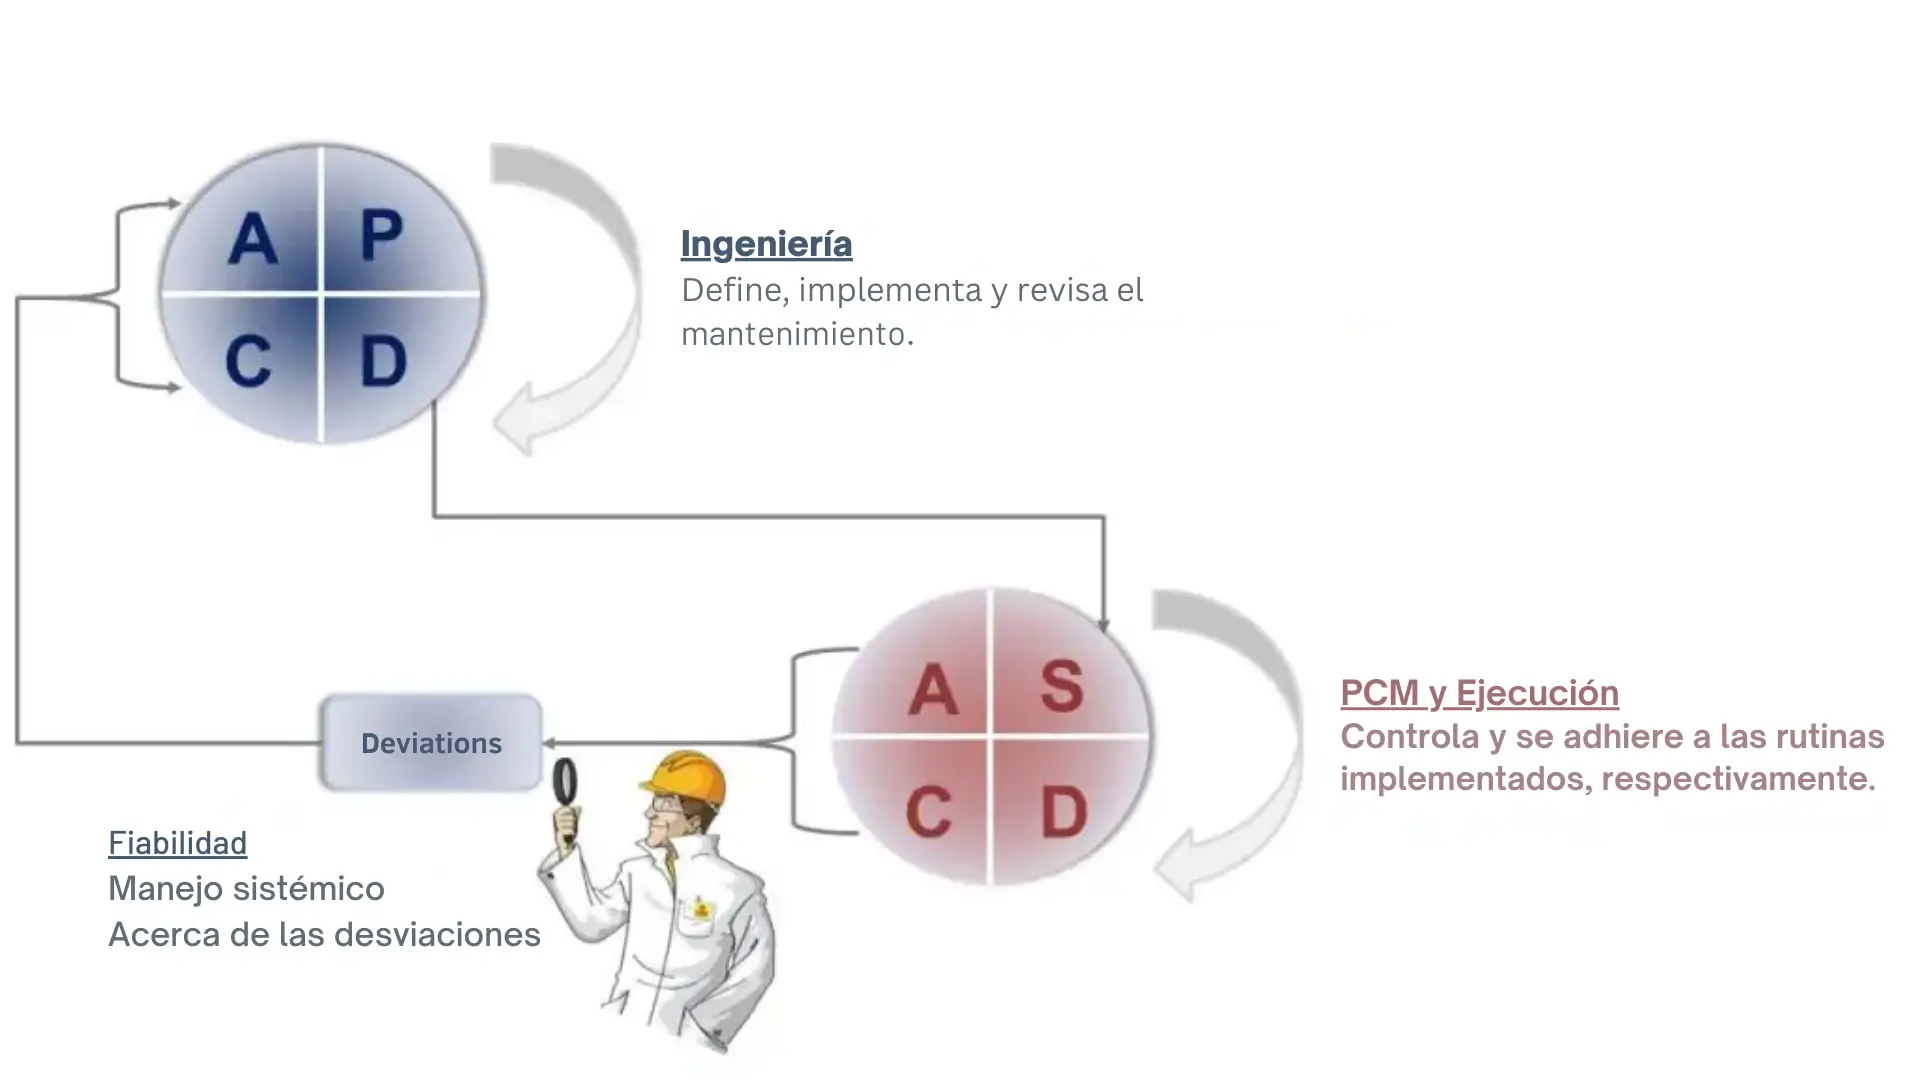 A P
C D
Ingeniería
Define, implementa y revisa el
mantenimiento.
A S
C D
PCM y Ejecución
Controla y se adhiere a las rutinas
implementados, respectivamente.
Deviations
Fiabilidad
Manejo sistémico
Acerca de las desviaciones